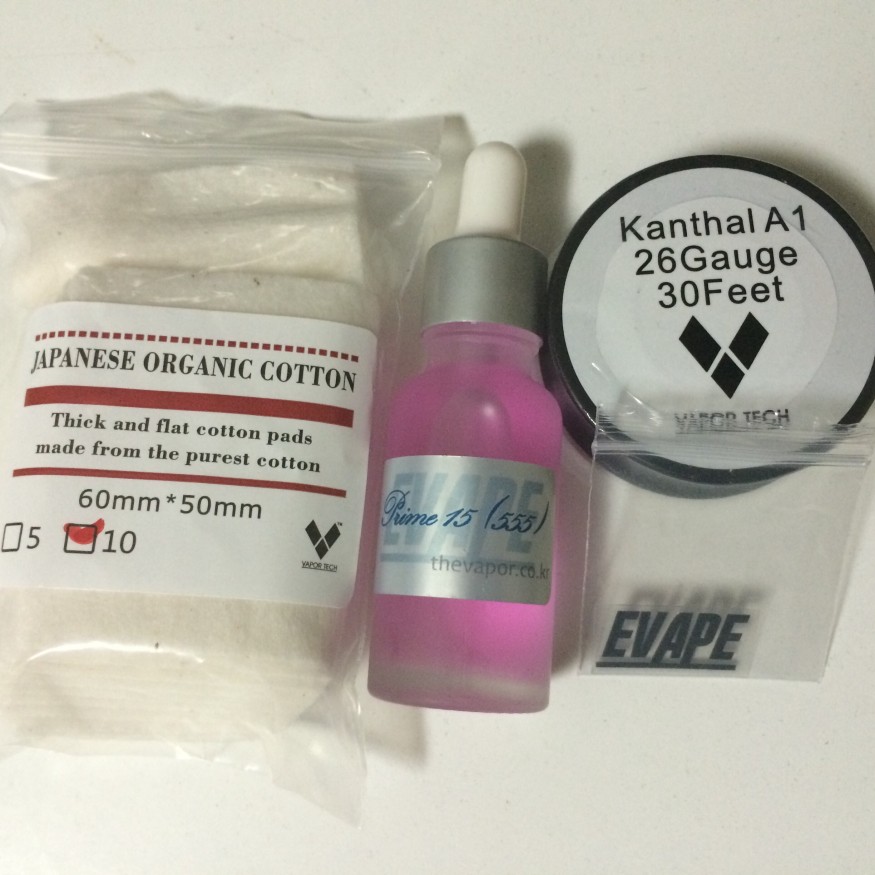 JAPANESE ORGANIC COTTON
Thick and flat cotton pads
made from the purest cotton
60mm*50mm
5 10
VAPOR TECH
EVAPE
Prime 15 (555)
thevapor.co.kr
Kanthal A1
26Gauge
30Feet
VAPOR TECH
EVAPE